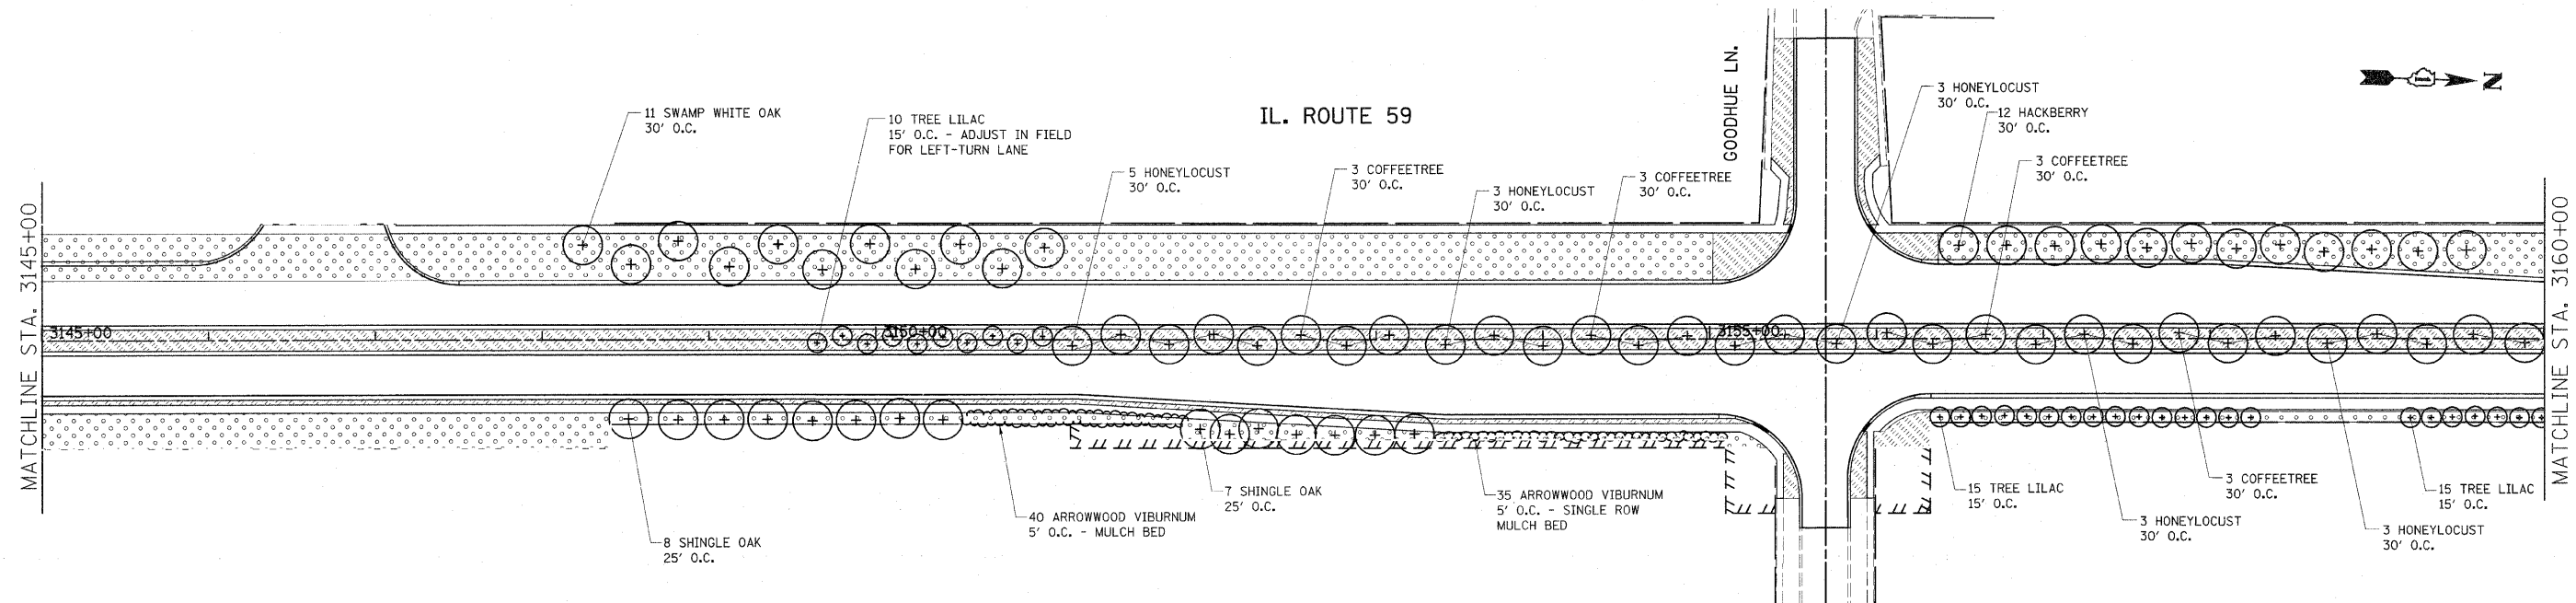 11 SWAMP WHITE OAK
30' O.C.
10 TREE LILAC
15' O.C. - ADJUST IN FIELD
FOR LEFT-TURN LANE
IL. ROUTE 59
GOODHUE LN.
3 HONEYLOCUST
30' O.C.
12 HACKBERRY
30' O.C.
3 COFFEETREE
30' O.C.
N
5 HONEYLOCUST
30' O.C.
3 COFFEETREE
30' O.C.
3 HONEYLOCUST
30' O.C.
3 COFFEETREE
30' O.C.
MATCHLINE STA. 3145+00
3145+00
3150+00
3155+00
MATCHLINE STA. 3160+00
8 SHINGLE OAK
25' O.C.
40 ARROWWOOD VIBURNUM
5' O.C. - MULCH BED
7 SHINGLE OAK
25' O.C.
35 ARROWWOOD VIBURNUM
5' O.C. - SINGLE ROW
MULCH BED
15 TREE LILAC
15' O.C.
3 HONEYLOCUST
30' O.C.
3 COFFEETREE
30' O.C.
3 HONEYLOCUST
30' O.C.
15 TREE LILAC
15' O.C.